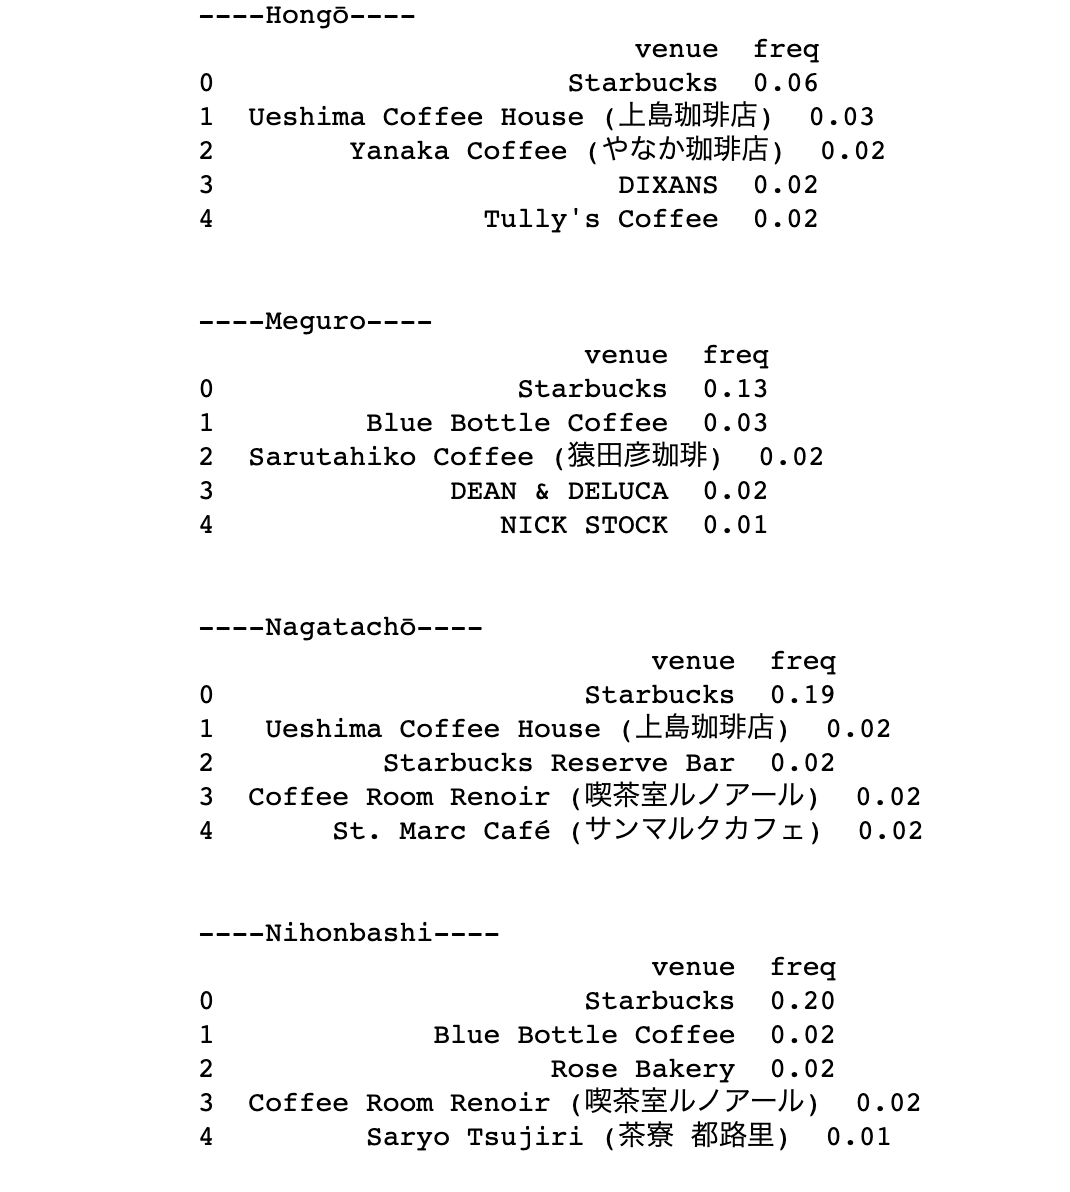 ----Hongō----
venue freq
0 Starbucks 0.06
1 Ueshima Coffee House (上島珈琲店) 0.03
2 Yanaka Coffee (やなか珈琲店) 0.02
3 DIXANS 0.02
4 Tully's Coffee 0.02
----Meguro----
venue freq
0 Starbucks 0.13
1 Blue Bottle Coffee 0.03
2 Sarutahiko Coffee (猿田彦珈琲) 0.02
3 DEAN & DELUCA 0.02
4 NICK STOCK 0.01
----Nagatachō----
venue freq
0 Starbucks 0.19
1 Ueshima Coffee House (上島珈琲店) 0.02
2 Starbucks Reserve Bar 0.02
3 Coffee Room Renoir (喫茶室ルノアール) 0.02
4 St. Marc Café (サンマルクカフェ) 0.02
----Nihonbashi----
venue freq
0 Starbucks 0.20
1 Blue Bottle Coffee 0.02
2 Rose Bakery 0.02
3 Coffee Room Renoir (喫茶室ルノアール) 0.02
4 Saryo Tsujiri (茶寮 都路里) 0.01